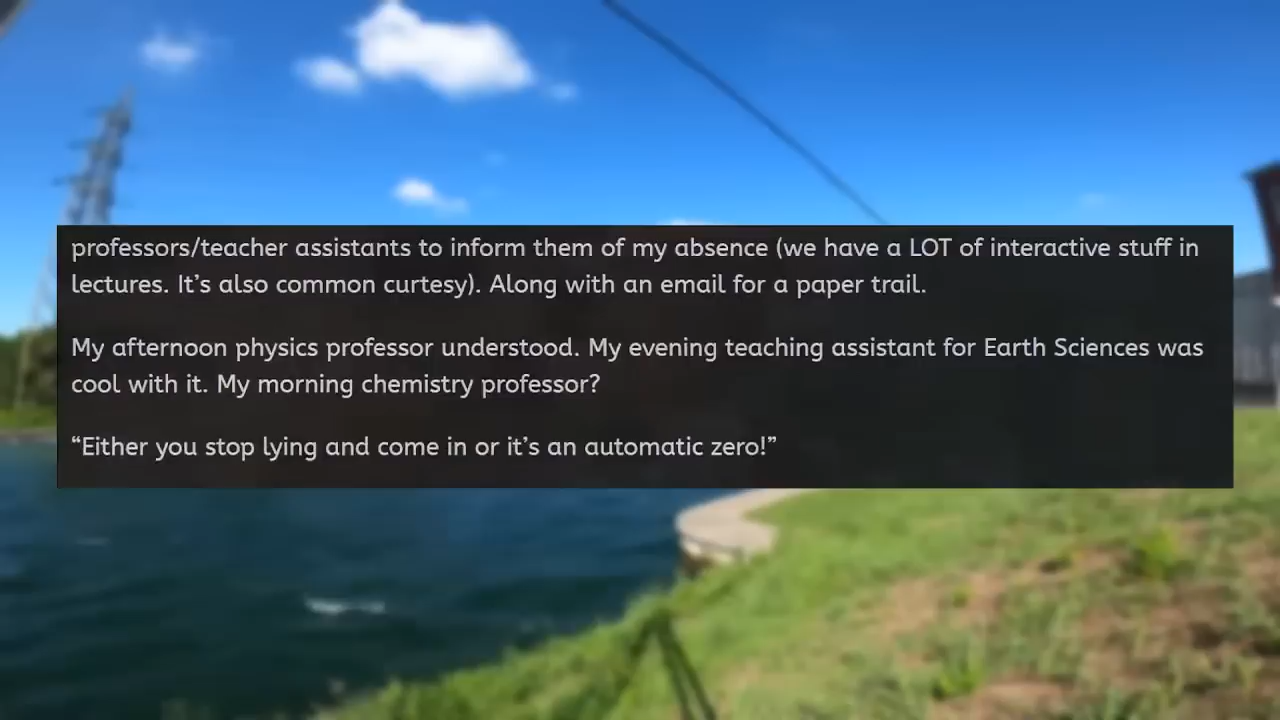 professors/teacher assistants to inform them of my absence (we have a LOT of interactive stuff in
lectures. It’s also common curtesy). Along with an email for a paper trail.
My afternoon physics professor understood. My evening teaching assistant for Earth Sciences was
cool with it. My morning chemistry professor?
“Either you stop lying and come in or it’s an automatic zero!”